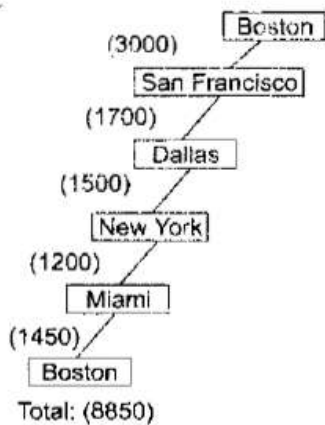 Boston
(3000)
San Francisco
(1700)
Dallas
(1500)
New York
(1200)
Miami
(1450)
Boston
Total: (8850)